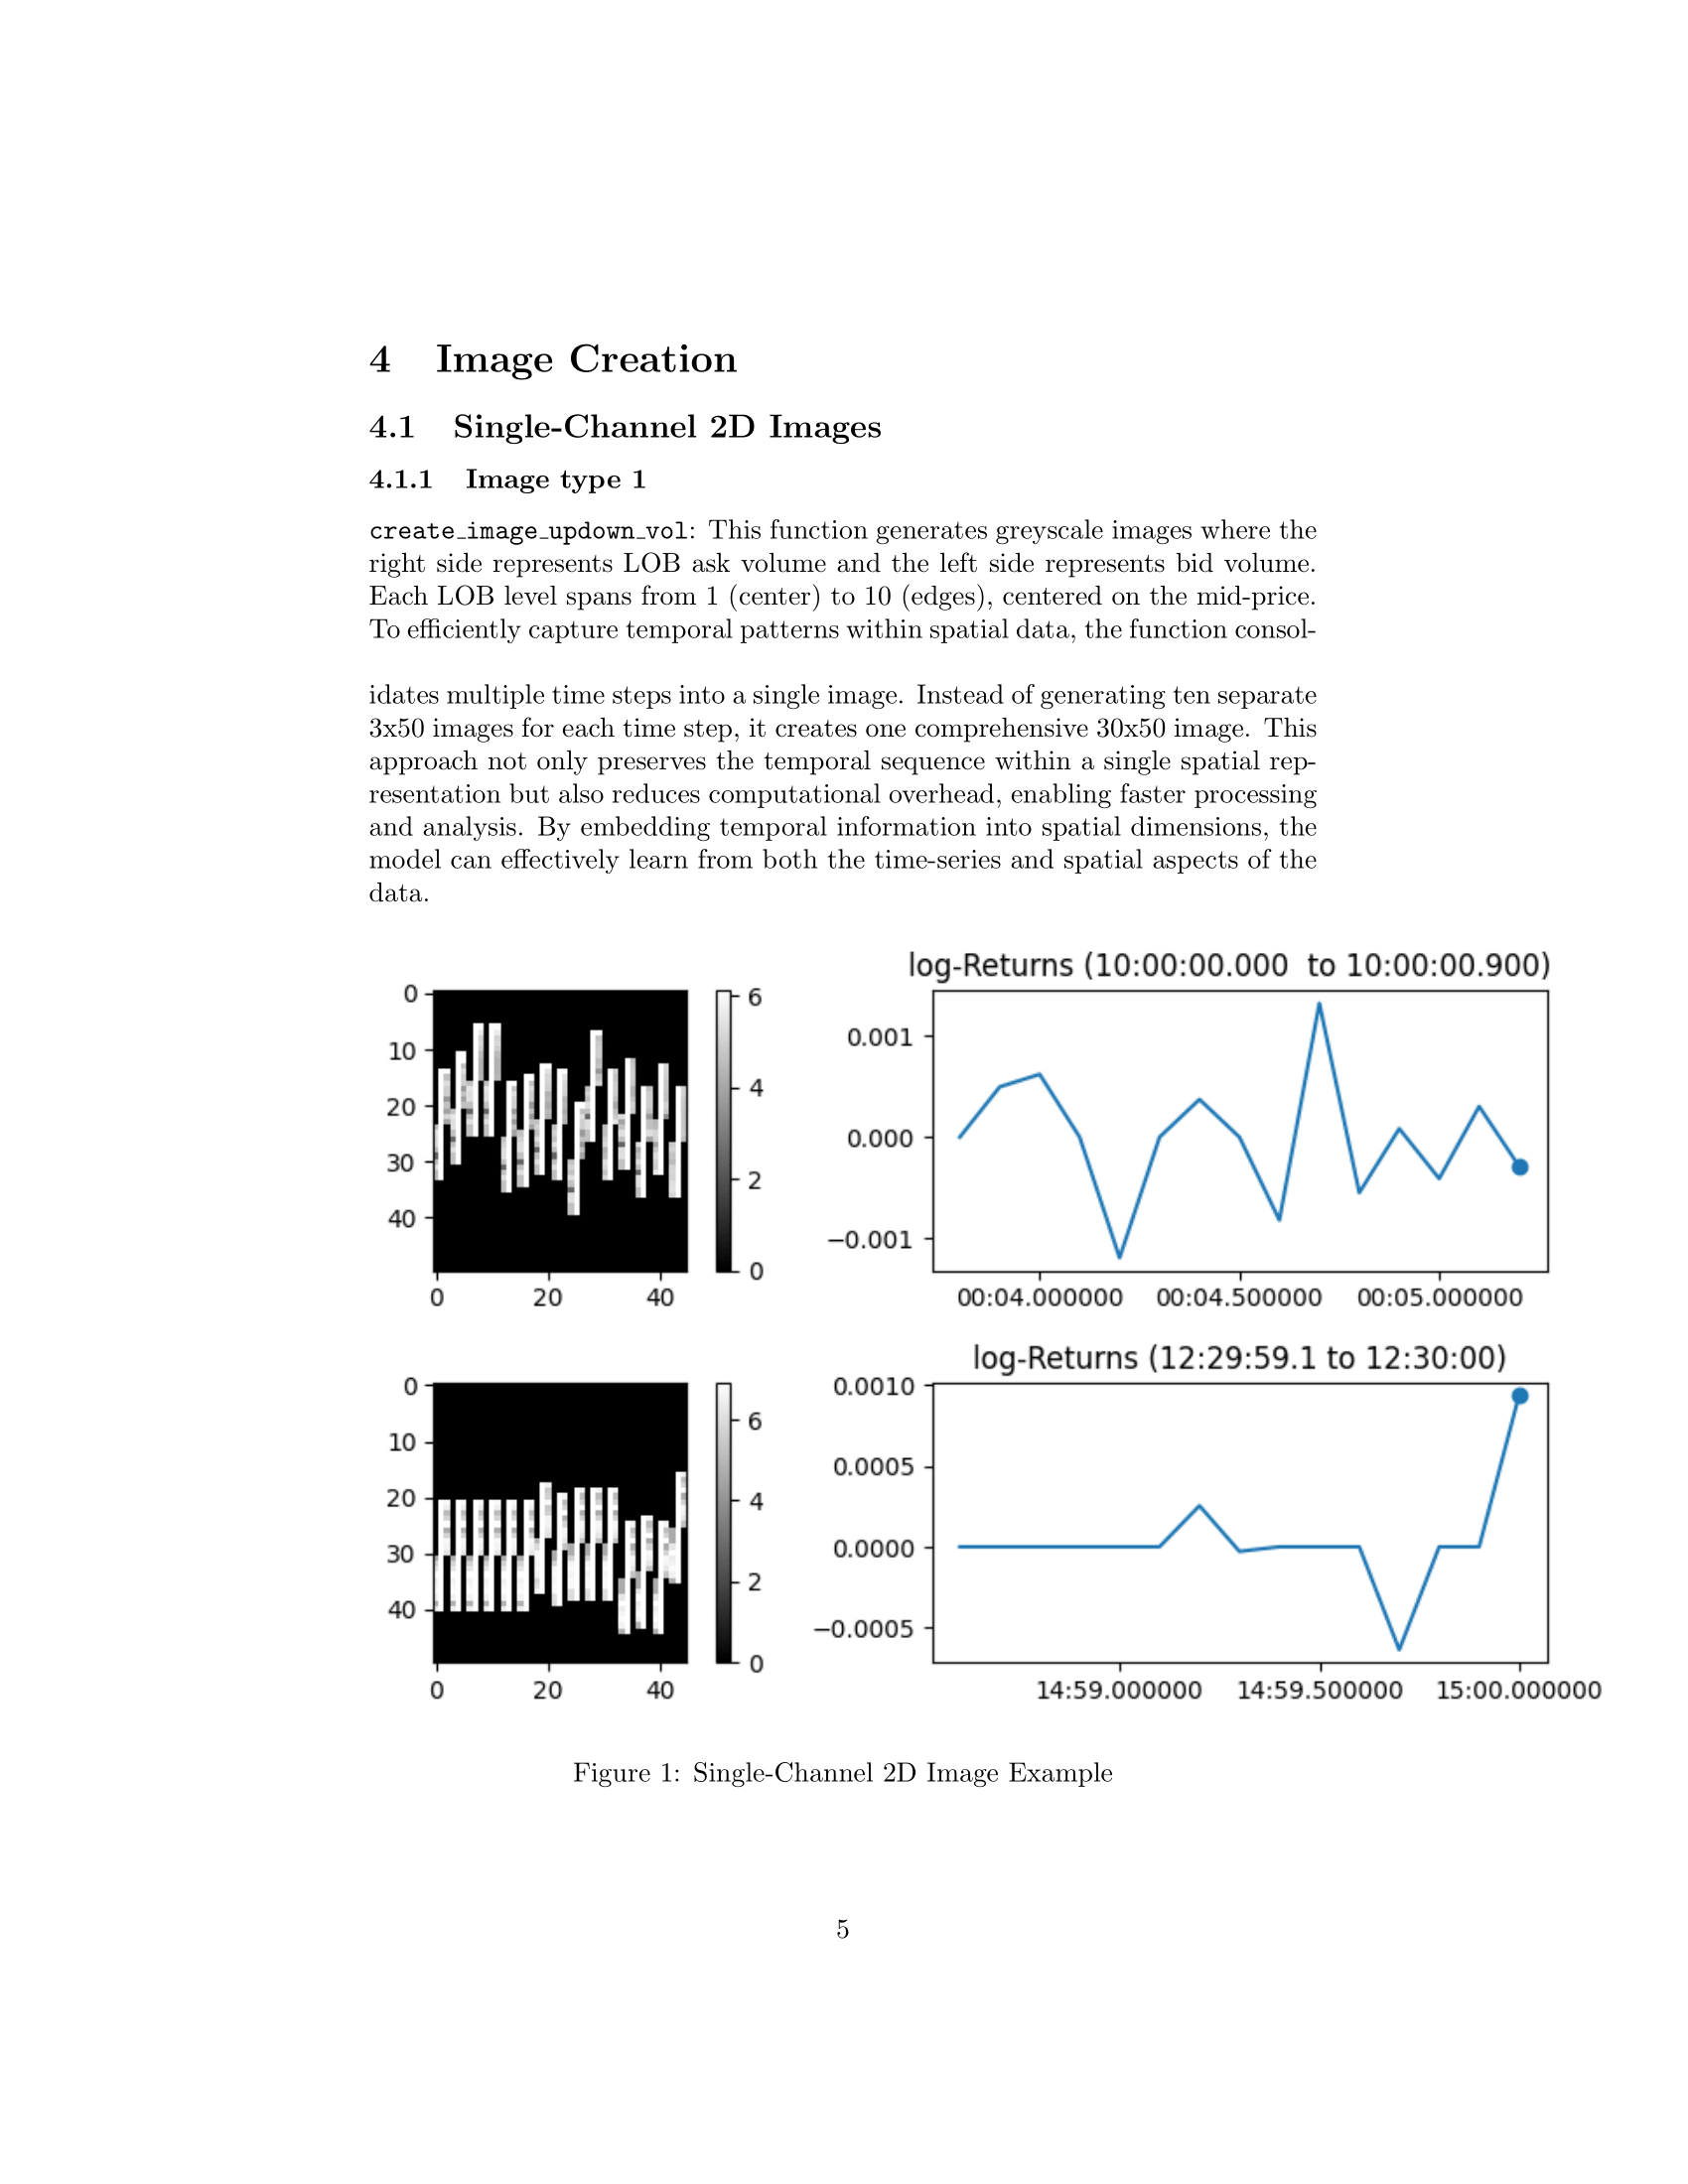 4 Image Creation
4.1 Single-Channel 2D Images
4.1.1 Image type 1
create_image_updown_vol: This function generates greyscale images where the
right side represents LOB ask volume and the left side represents bid volume.
Each LOB level spans from 1 (center) to 10 (edges), centered on the mid-price.
To efficiently capture temporal patterns within spatial data, the function consol-
idates multiple time steps into a single image. Instead of generating ten separate
3x50 images for each time step, it creates one comprehensive 30x50 image. This
approach not only preserves the temporal sequence within a single spatial rep-
resentation but also reduces computational overhead, enabling faster processing
and analysis. By embedding temporal information into spatial dimensions, the
model can effectively learn from both the time-series and spatial aspects of the
data.
0
10
20
30
40
0 20 40
6
4
2
0
log-Returns (10:00:00.000  to 10:00:00.900)
0.001
0.000
−0.001
00:04.000000 00:04.500000 00:05.000000
0
10
20
30
40
0 20 40
6
4
2
0
log-Returns (12:29:59.1 to 12:30:00)
0.0010
0.0005
0.0000
−0.0005
14:59.000000 14:59.500000 15:00.000000
Figure 1: Single-Channel 2D Image Example
5